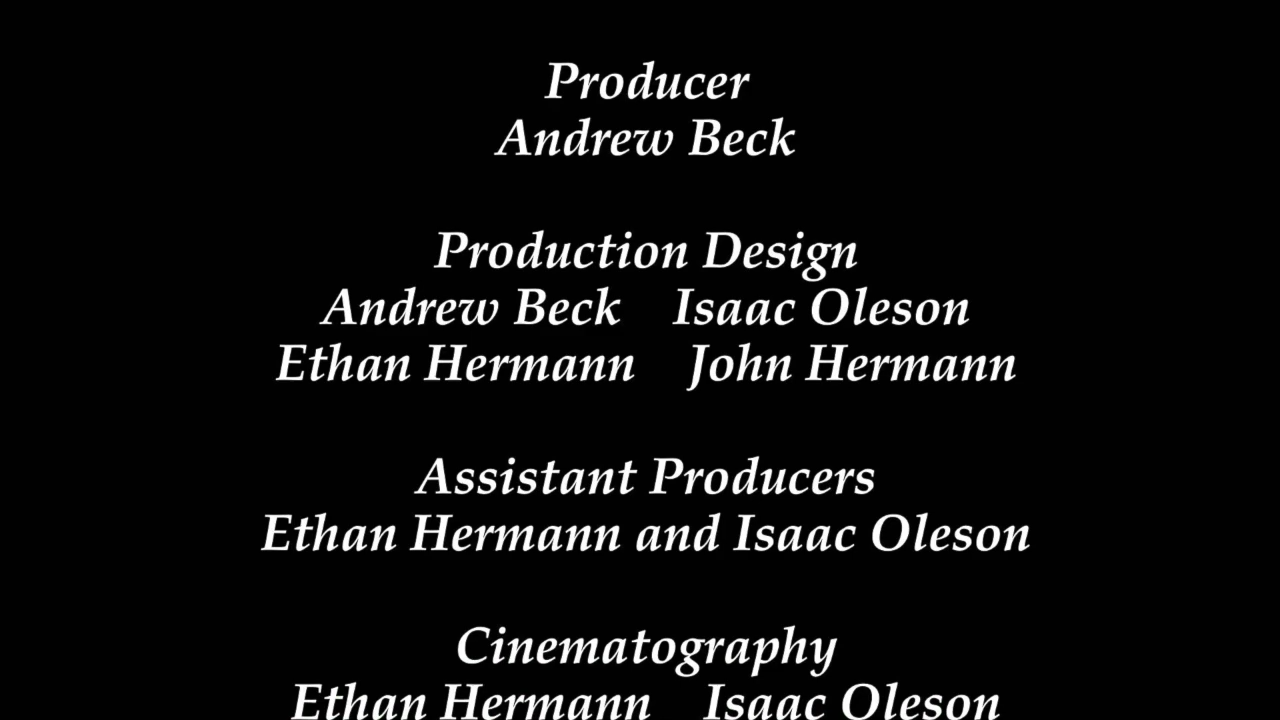 Producer
Andrew Beck
Production Design
Andrew Beck Isaac Oleson
Ethan Hermann John Hermann
Assistant Producers
Ethan Hermann and Isaac Oleson
Cinematography
Ethan Hermann Isaac Oleson